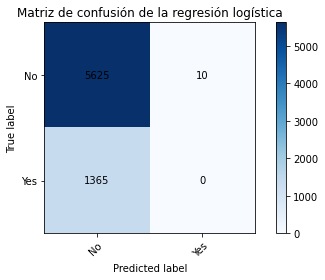 Matriz de confusión de la regresión logística
True label
No
5625
10
Yes
1365
0
No
Yes
Predicted label
5000
4000
3000
2000
1000
0